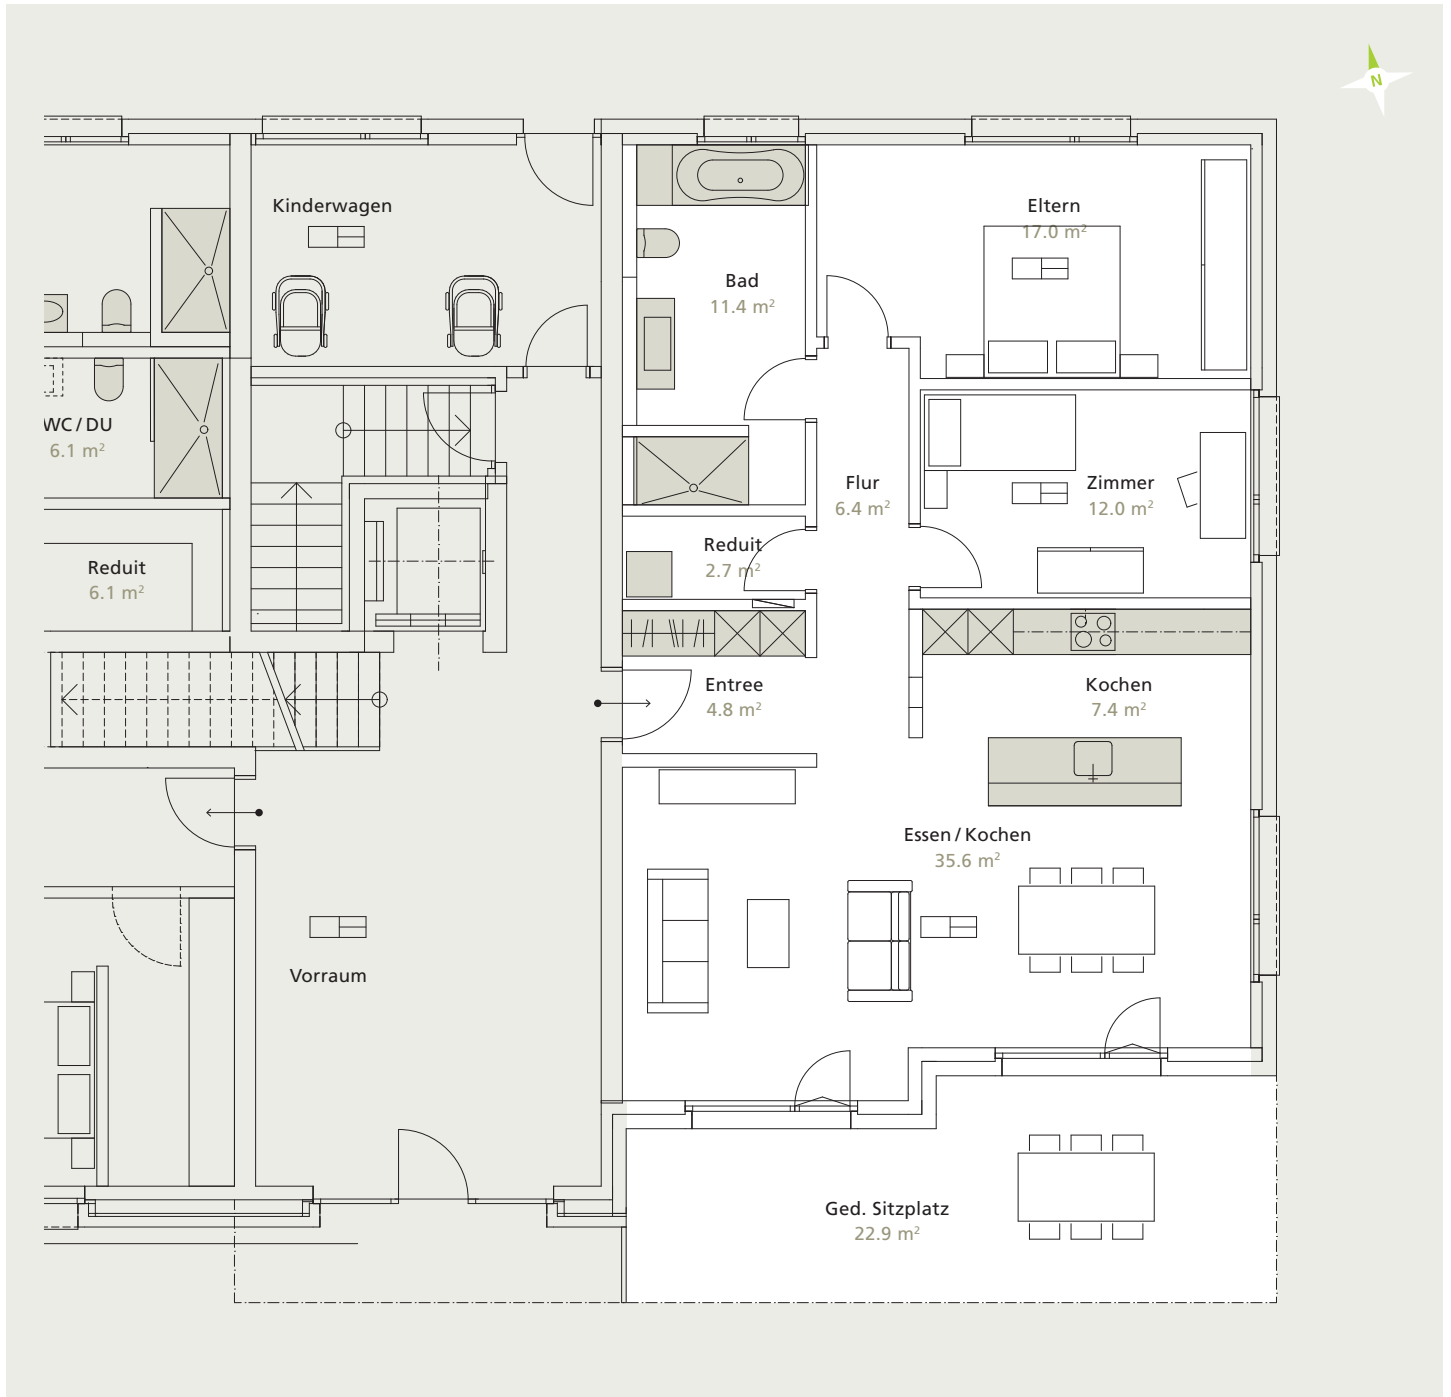 N
Kinderwagen
Eltern
17.0 m²
Bad
11.4 m²
WC / DU
6.1 m²
Flur
6.4 m²
Zimmer
12.0 m²
Reduit
2.7 m²
Reduit
6.1 m²
Entree
4.8 m²
Kochen
7.4 m²
Essen / Kochen
35.6 m²
Vorraum
Ged. Sitzplatz
22.9 m²